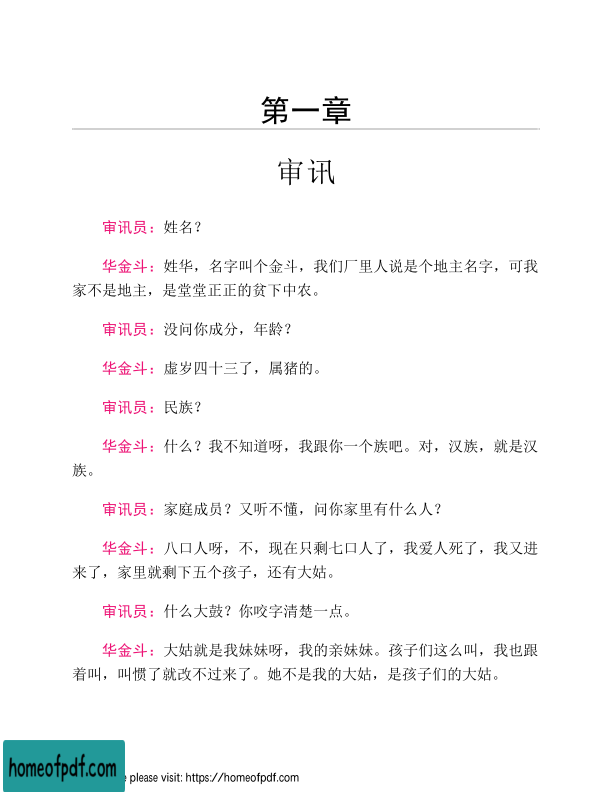 第一章
审讯
审讯员：姓名？
华金斗：姓华，名字叫个金斗，我们厂里人说是个地主名字，可我
家不是地主，是堂堂正正的贫下中农。
审讯员：没问你成分，年龄？
华金斗：虚岁四十三了，属猪的。
审讯员：民族？
华金斗：什么？我不知道呀，我跟你一个族吧。对，汉族，就是汉
族。
审讯员：家庭成员？又听不懂，问你家里有什么人？
华金斗：八口人呀，不，现在只剩七口人了，我爱人死了，我又进
来了，家里就剩下五个孩子，还有大姑。
审讯员：什么大鼓？你咬字清楚一点。
华金斗：大姑就是我妹妹呀，我的亲妹妹。孩子们这么叫，我也跟
着叫，叫惯了就改不过来了。她不是我的大姑，是孩子们的大姑。
homeofpdf.com
e please visit: https://homeofpdf.com